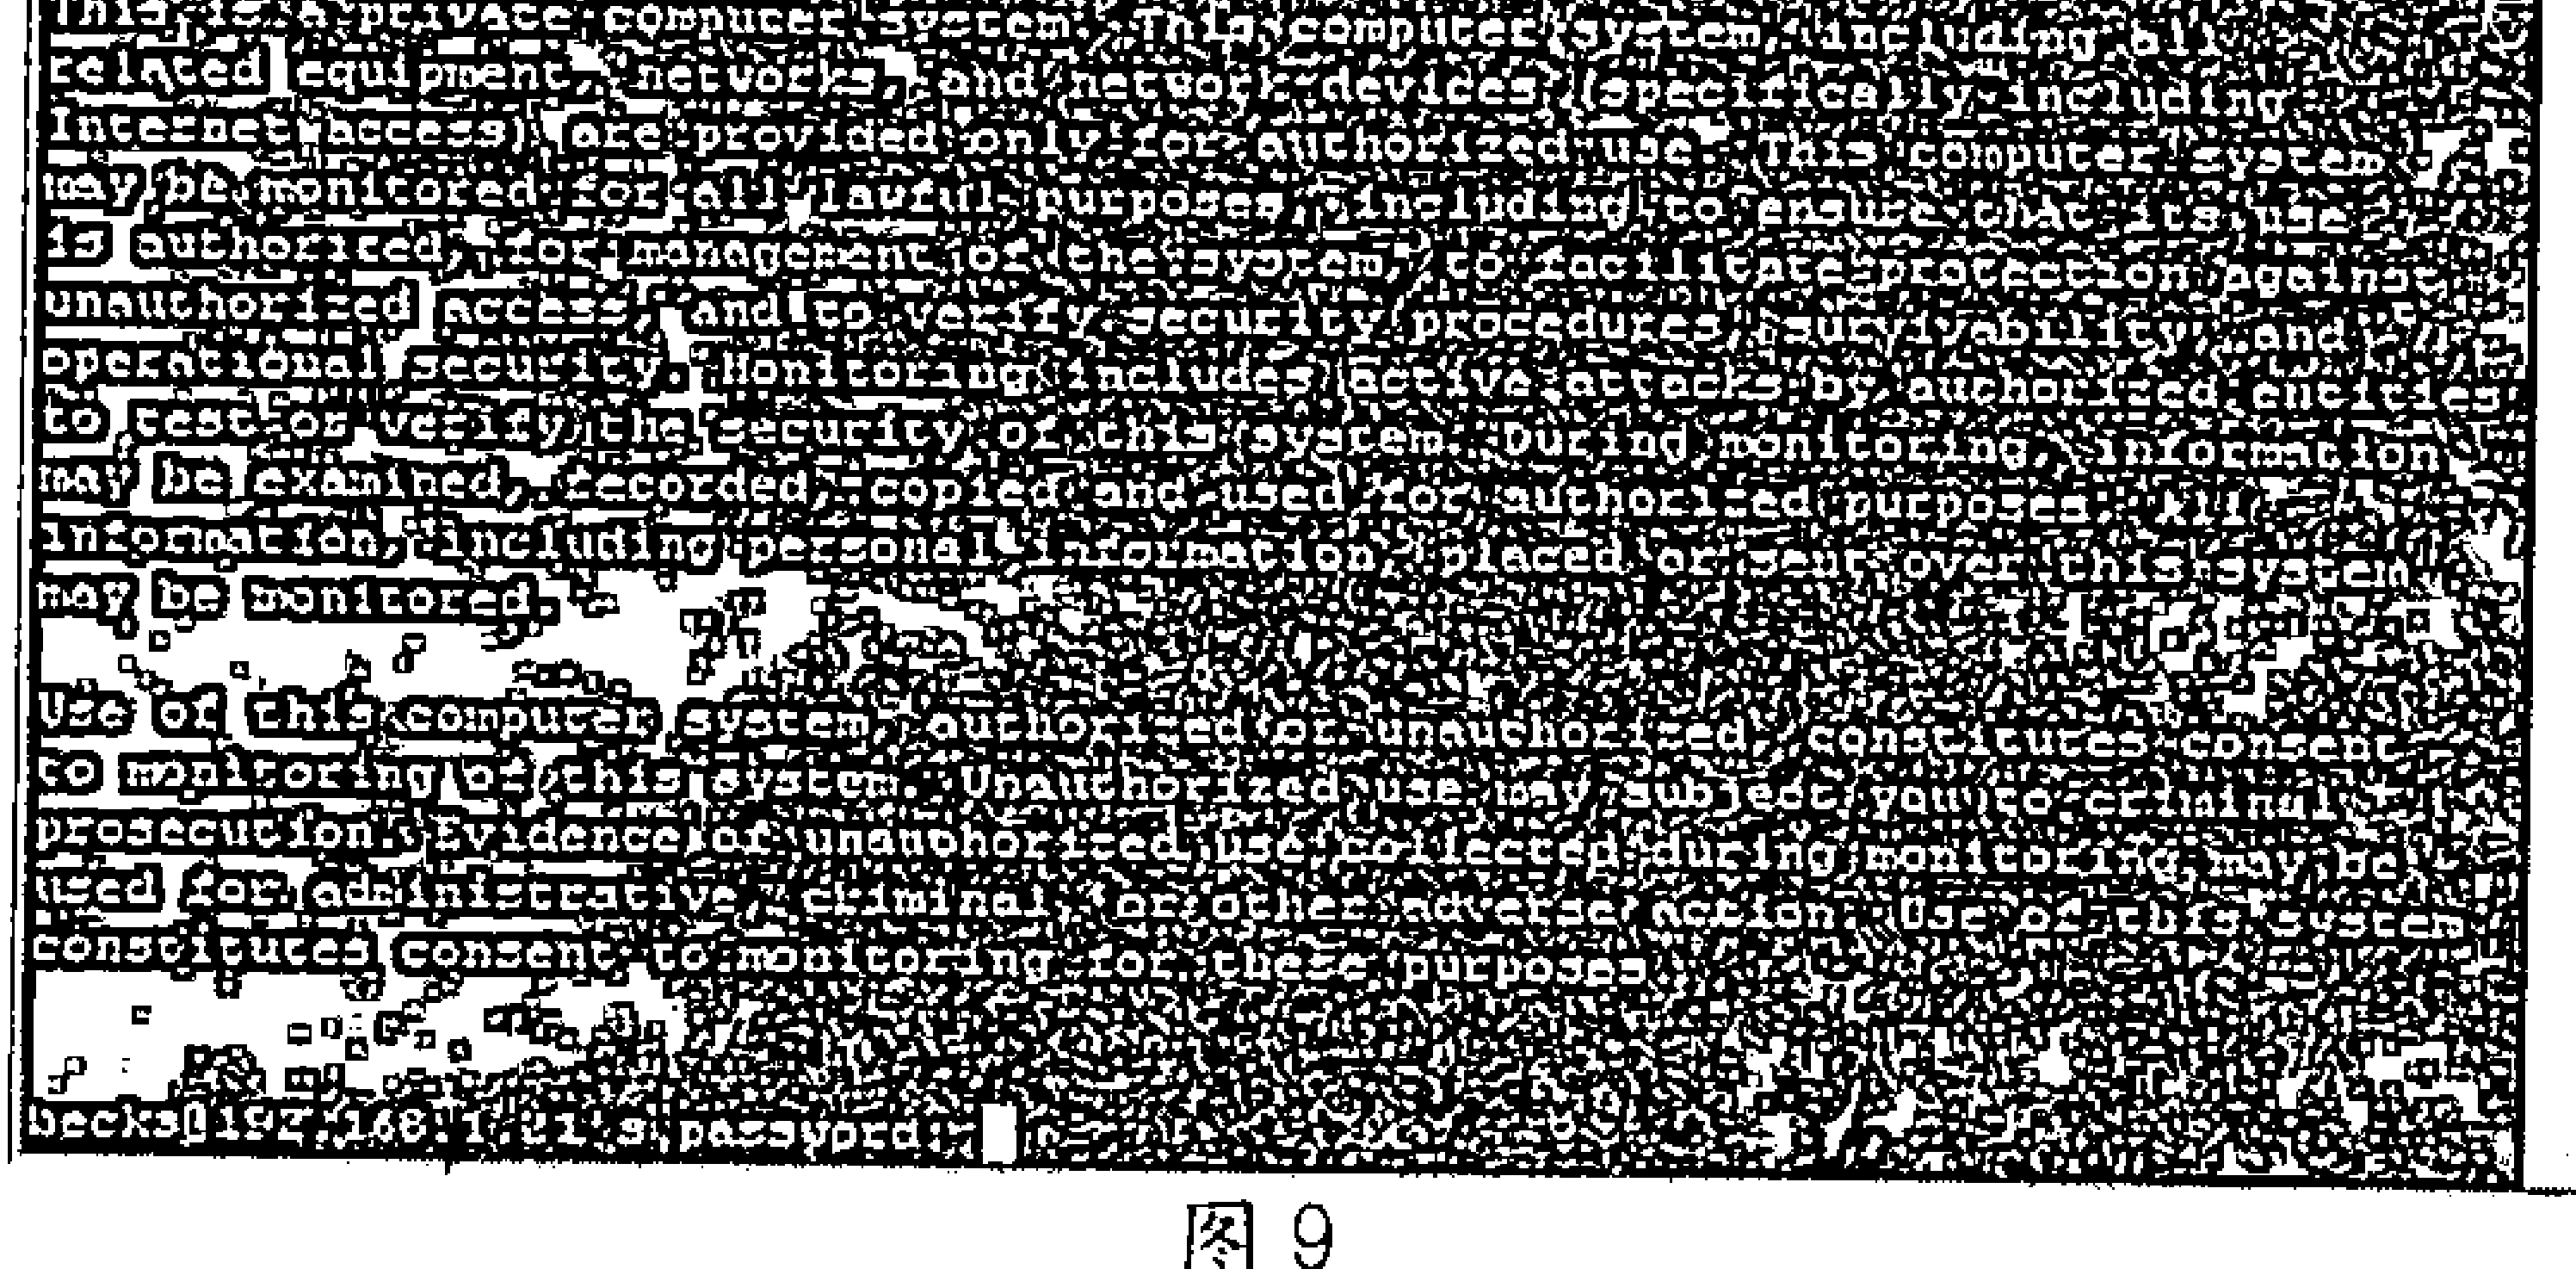 This is a private computer system. This computer system, including all
related equipment, networks, and network devices (specifically including
Internet access) are provided only for authorized use. This computer system
may be monitored for all lawful purposes, including to ensure that its use
is authorized, for management of the system, to facilitate protection against
unauthorized access, and to verify security procedures, survivability, and
operational security. Monitoring includes active attacks by authorized entities
to test or verify the security of this system. During monitoring, information
may be examined, recorded, copied and used for authorized purposes. All
information, including personal information, placed or sent over this system
may be monitored.
Use of this computer system, authorized or unauthorized, constitutes consent
to monitoring of this system. Unauthorized use may subject you to criminal
prosecution. Evidence of unauthorized use collected during monitoring may be
used for administrative, criminal, or other adverse action. Use of this system
constitutes consent to monitoring for these purposes
password:
图 9